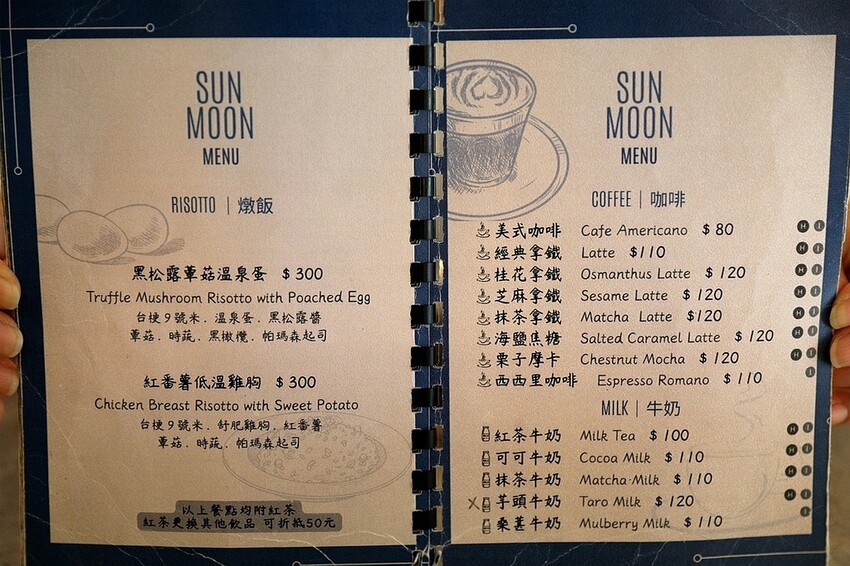 SUN
MOON
MENU
RISOTTO | 燉飯
黑松露蕈菇溫泉蛋 $300
Truffle Mushroom Risotto with Poached Egg
台梗9號米．溫泉蛋．黑松露醬
蕈菇．時蔬．黑橄欖．帕瑪森起司
紅番薯低溫雞胸 $300
Chicken Breast Risotto with Sweet Potato
台梗9號米．舒肥雞胸．紅番薯
蕈菇．時蔬．帕瑪森起司
以上餐點均附紅茶
紅茶更換其他飲品 可折抵50元
SUN
MOON
MENU
COFFEE | 咖啡
美式咖啡 Cafe Americano $80 H I
經典拿鐵 Latte $110 H I
桂花拿鐵 Osmanthus Latte $120 H I
芝麻拿鐵 Sesame Latte $120 H I
抹茶拿鐵 Matcha Latte $120 H I
海鹽焦糖 Salted Caramel Latte $120 H I
栗子摩卡 Chestnut Mocha $120 H I
西西里咖啡 Espresso Romano $110 I
MILK | 牛奶
紅茶牛奶 Milk Tea $100 H I
可可牛奶 Cocoa Milk $110 H I
抹茶牛奶 Matcha Milk $110 H I
X 芋頭牛奶 Taro Milk $120 H I
桑葚牛奶 Mulberry Milk $110 I